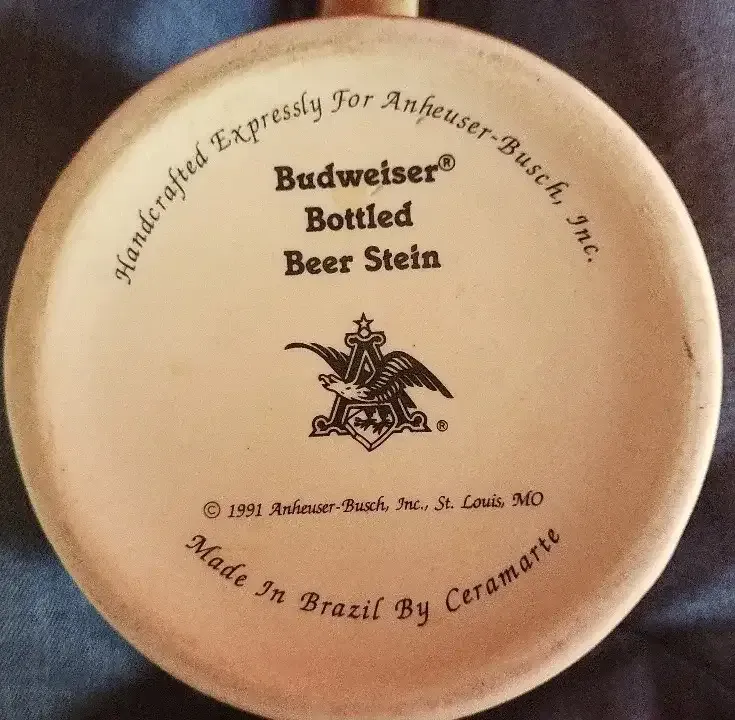 Handcrafted Expressly For Anheuser-Busch, Inc.
Budweiser®
Bottled
Beer Stein
A
®
© 1991 Anheuser-Busch, Inc., St. Louis, MO
Made In Brazil By Ceramarte